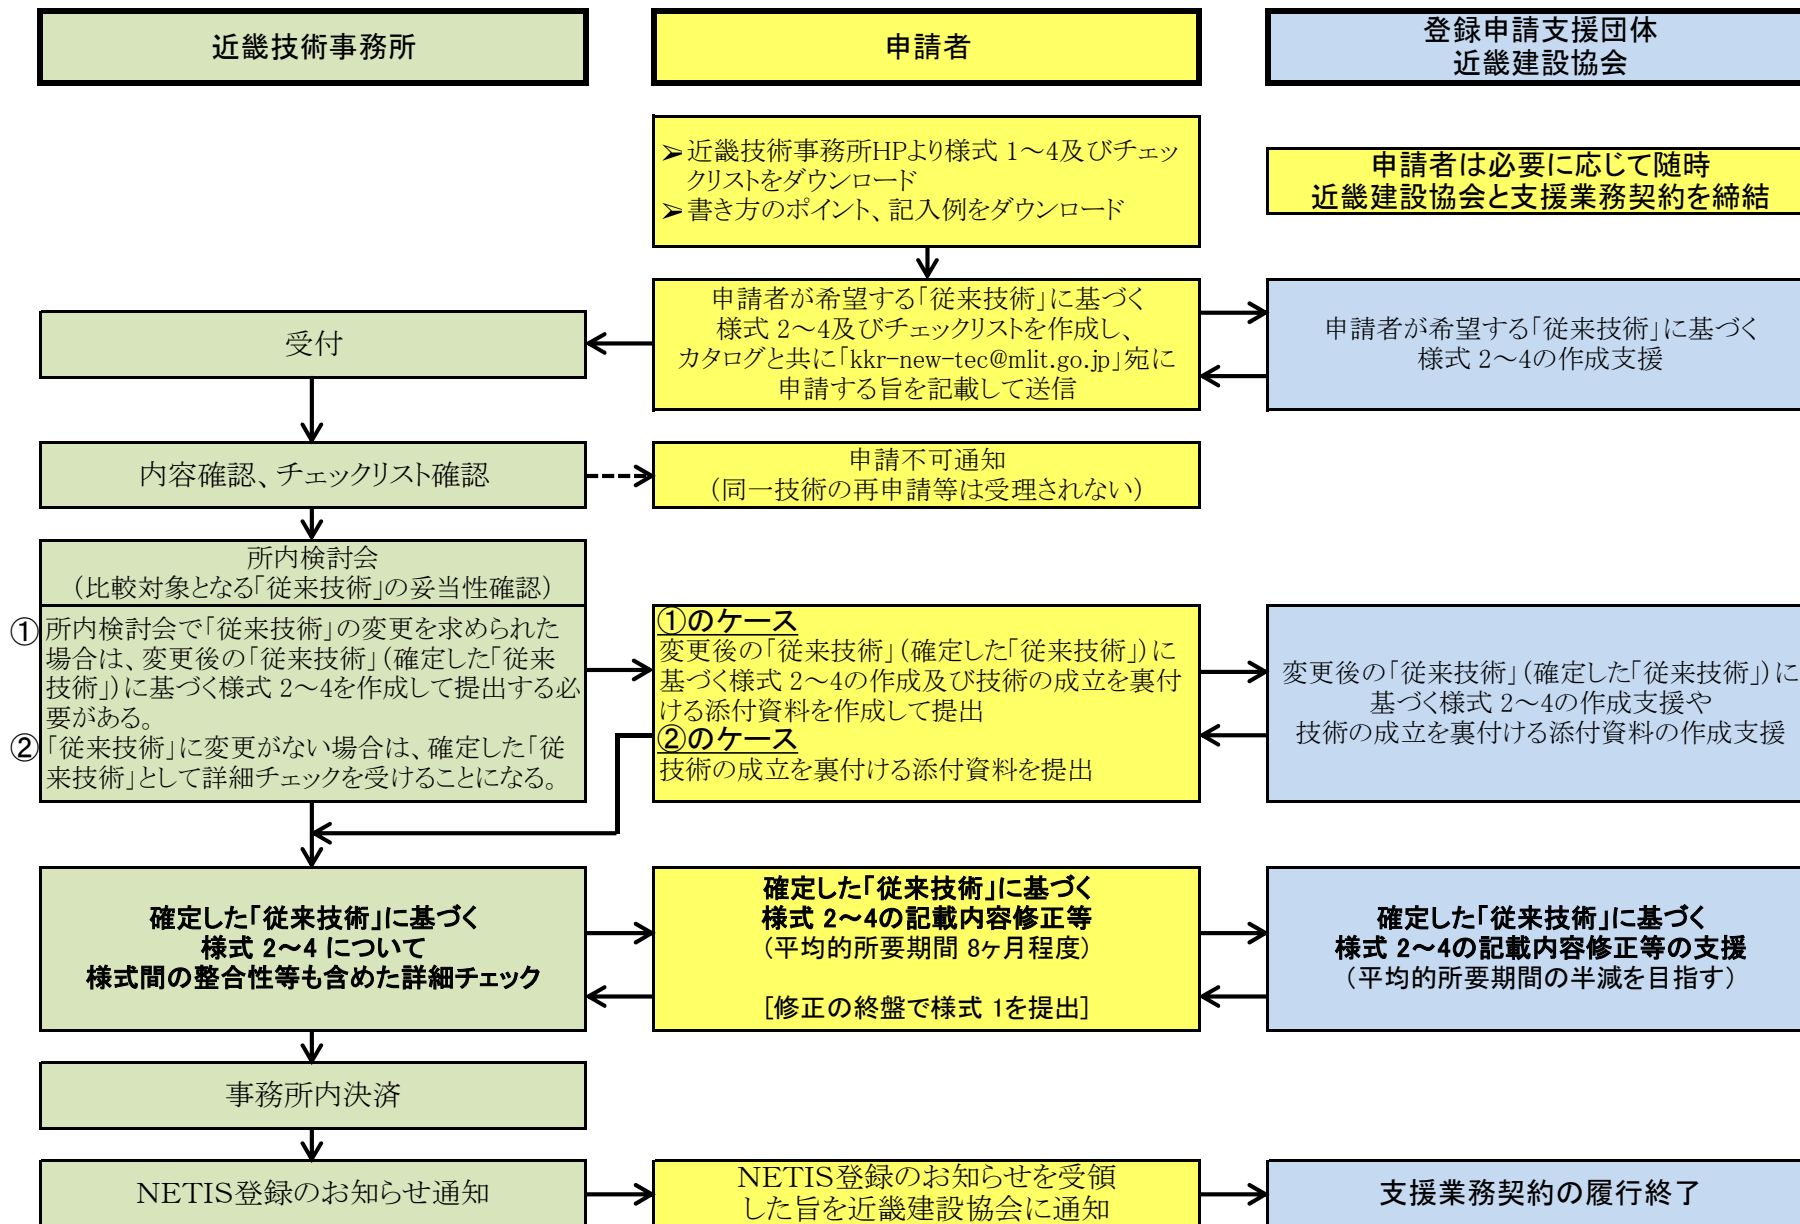 近畿技術事務所
申請者
登録申請支援団体
近畿建設協会
➢近畿技術事務所HPより様式 1～4及びチェッ
クリストをダウンロード
➢書き方のポイント、記入例をダウンロード
申請者は必要に応じて随時
近畿建設協会と支援業務契約を締結
受付
申請者が希望する「従来技術」に基づく
様式 2～4及びチェックリストを作成し、
カタログと共に「kkr-new-tec@mlit.go.jp」宛に
申請する旨を記載して送信
申請者が希望する「従来技術」に基づく
様式 2～4の作成支援
内容確認、チェックリスト確認
申請不可通知
（同一技術の再申請等は受理されない）
所内検討会
（比較対象となる「従来技術」の妥当性確認）
① 所内検討会で「従来技術」の変更を求められた
場合は、変更後の「従来技術」（確定した「従来
技術」）に基づく様式 2～4を作成して提出する必
要がある。
② 「従来技術」に変更がない場合は、確定した「従
来技術」として詳細チェックを受けることになる。
①のケース
変更後の「従来技術」（確定した「従来技術」）に
基づく様式 2～4の作成及び技術の成立を裏付
ける添付資料を作成して提出
②のケース
技術の成立を裏付ける添付資料を提出
変更後の「従来技術」（確定した「従来技術」）に
基づく様式 2～4の作成支援や
技術の成立を裏付ける添付資料の作成支援
確定した「従来技術」に基づく
様式 2～4 について
様式間の整合性等も含めた詳細チェック
確定した「従来技術」に基づく
様式 2～4の記載内容修正等
（平均的所要期間 8ヶ月程度）
［修正の終盤で様式 1を提出］
確定した「従来技術」に基づく
様式 2～4の記載内容修正等の支援
（平均的所要期間の半減を目指す）
事務所内決済
NETIS登録のお知らせ通知
NETIS登録のお知らせを受領
した旨を近畿建設協会に通知
支援業務契約の履行終了